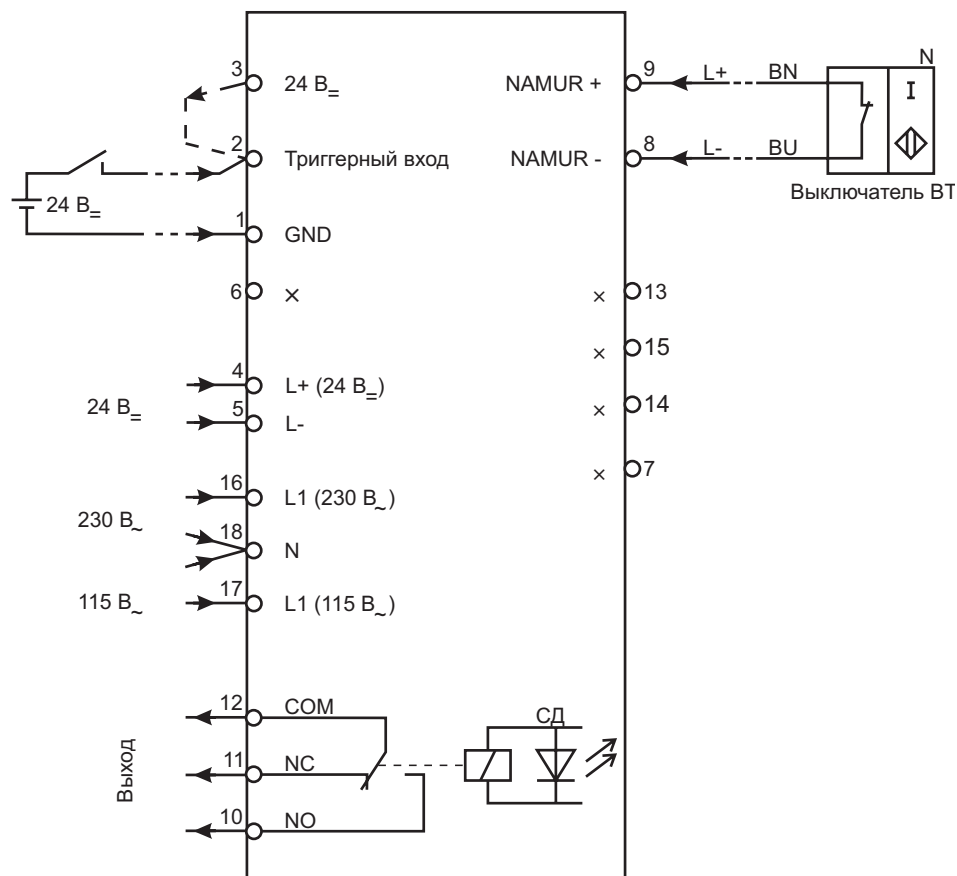 3 24 В= NAMUR + 9 L+ BN N
I
2 Триггерный вход NAMUR - 8 L- BU
Выключатель ВТ
24 В=
1 GND
6 × × 13
× 15
4 L+ (24 В=) × 14
24 В=
5 L-
× 7
16 L1 (230 В~)
230 В~
18 N
115 В~ 17 L1 (115 В~)
12 COM
СД
11 NC
Выход
10 NO